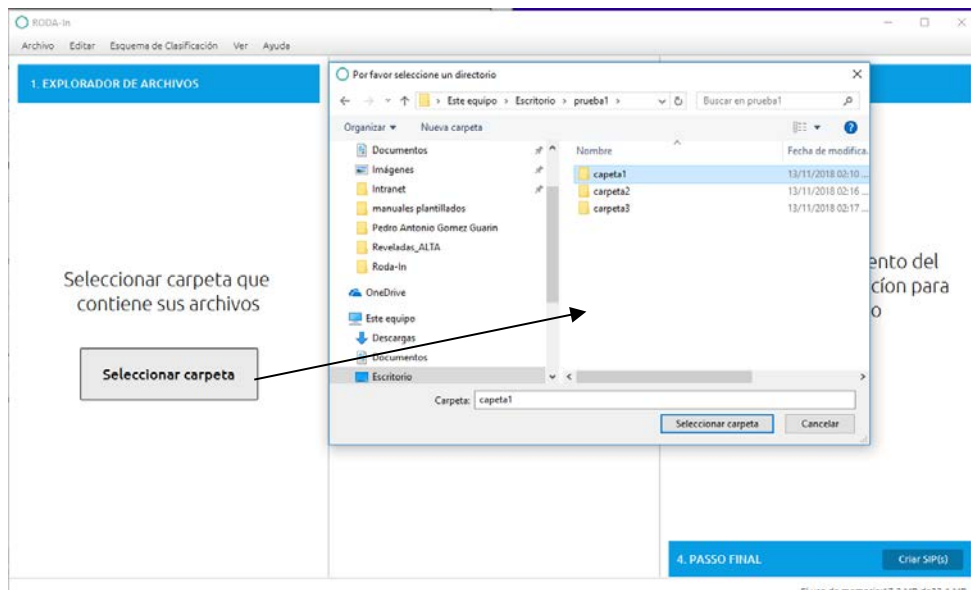 RODA-In
Archivo Editar Esquema de Clasificación Ver Ayuda
1. EXPLORADOR DE ARCHIVOS
Seleccionar carpeta que
contiene sus archivos
Seleccionar carpeta
Por favor seleccione un directorio
Este equipo > Escritorio > prueba1 >
Buscar en prueba1
Organizar Nueva carpeta
Documentos
Imágenes
Intranet
manuales plantillados
Pedro Antonio Gomez Guarin
Reveladas_ALTA
Roda-In
OneDrive
Este equipo
Descargas
Documentos
Escritorio
Nombre Fecha de modifica
capeta1 13/11/2018 02:10 ...
carpeta2 13/11/2018 02:16 ...
carpeta3 13/11/2018 02:17 ...
Carpeta: capeta1
Seleccionar carpeta Cancelar
ento del
cíon para
o
4. PASSO FINAL Criar SIP(s)